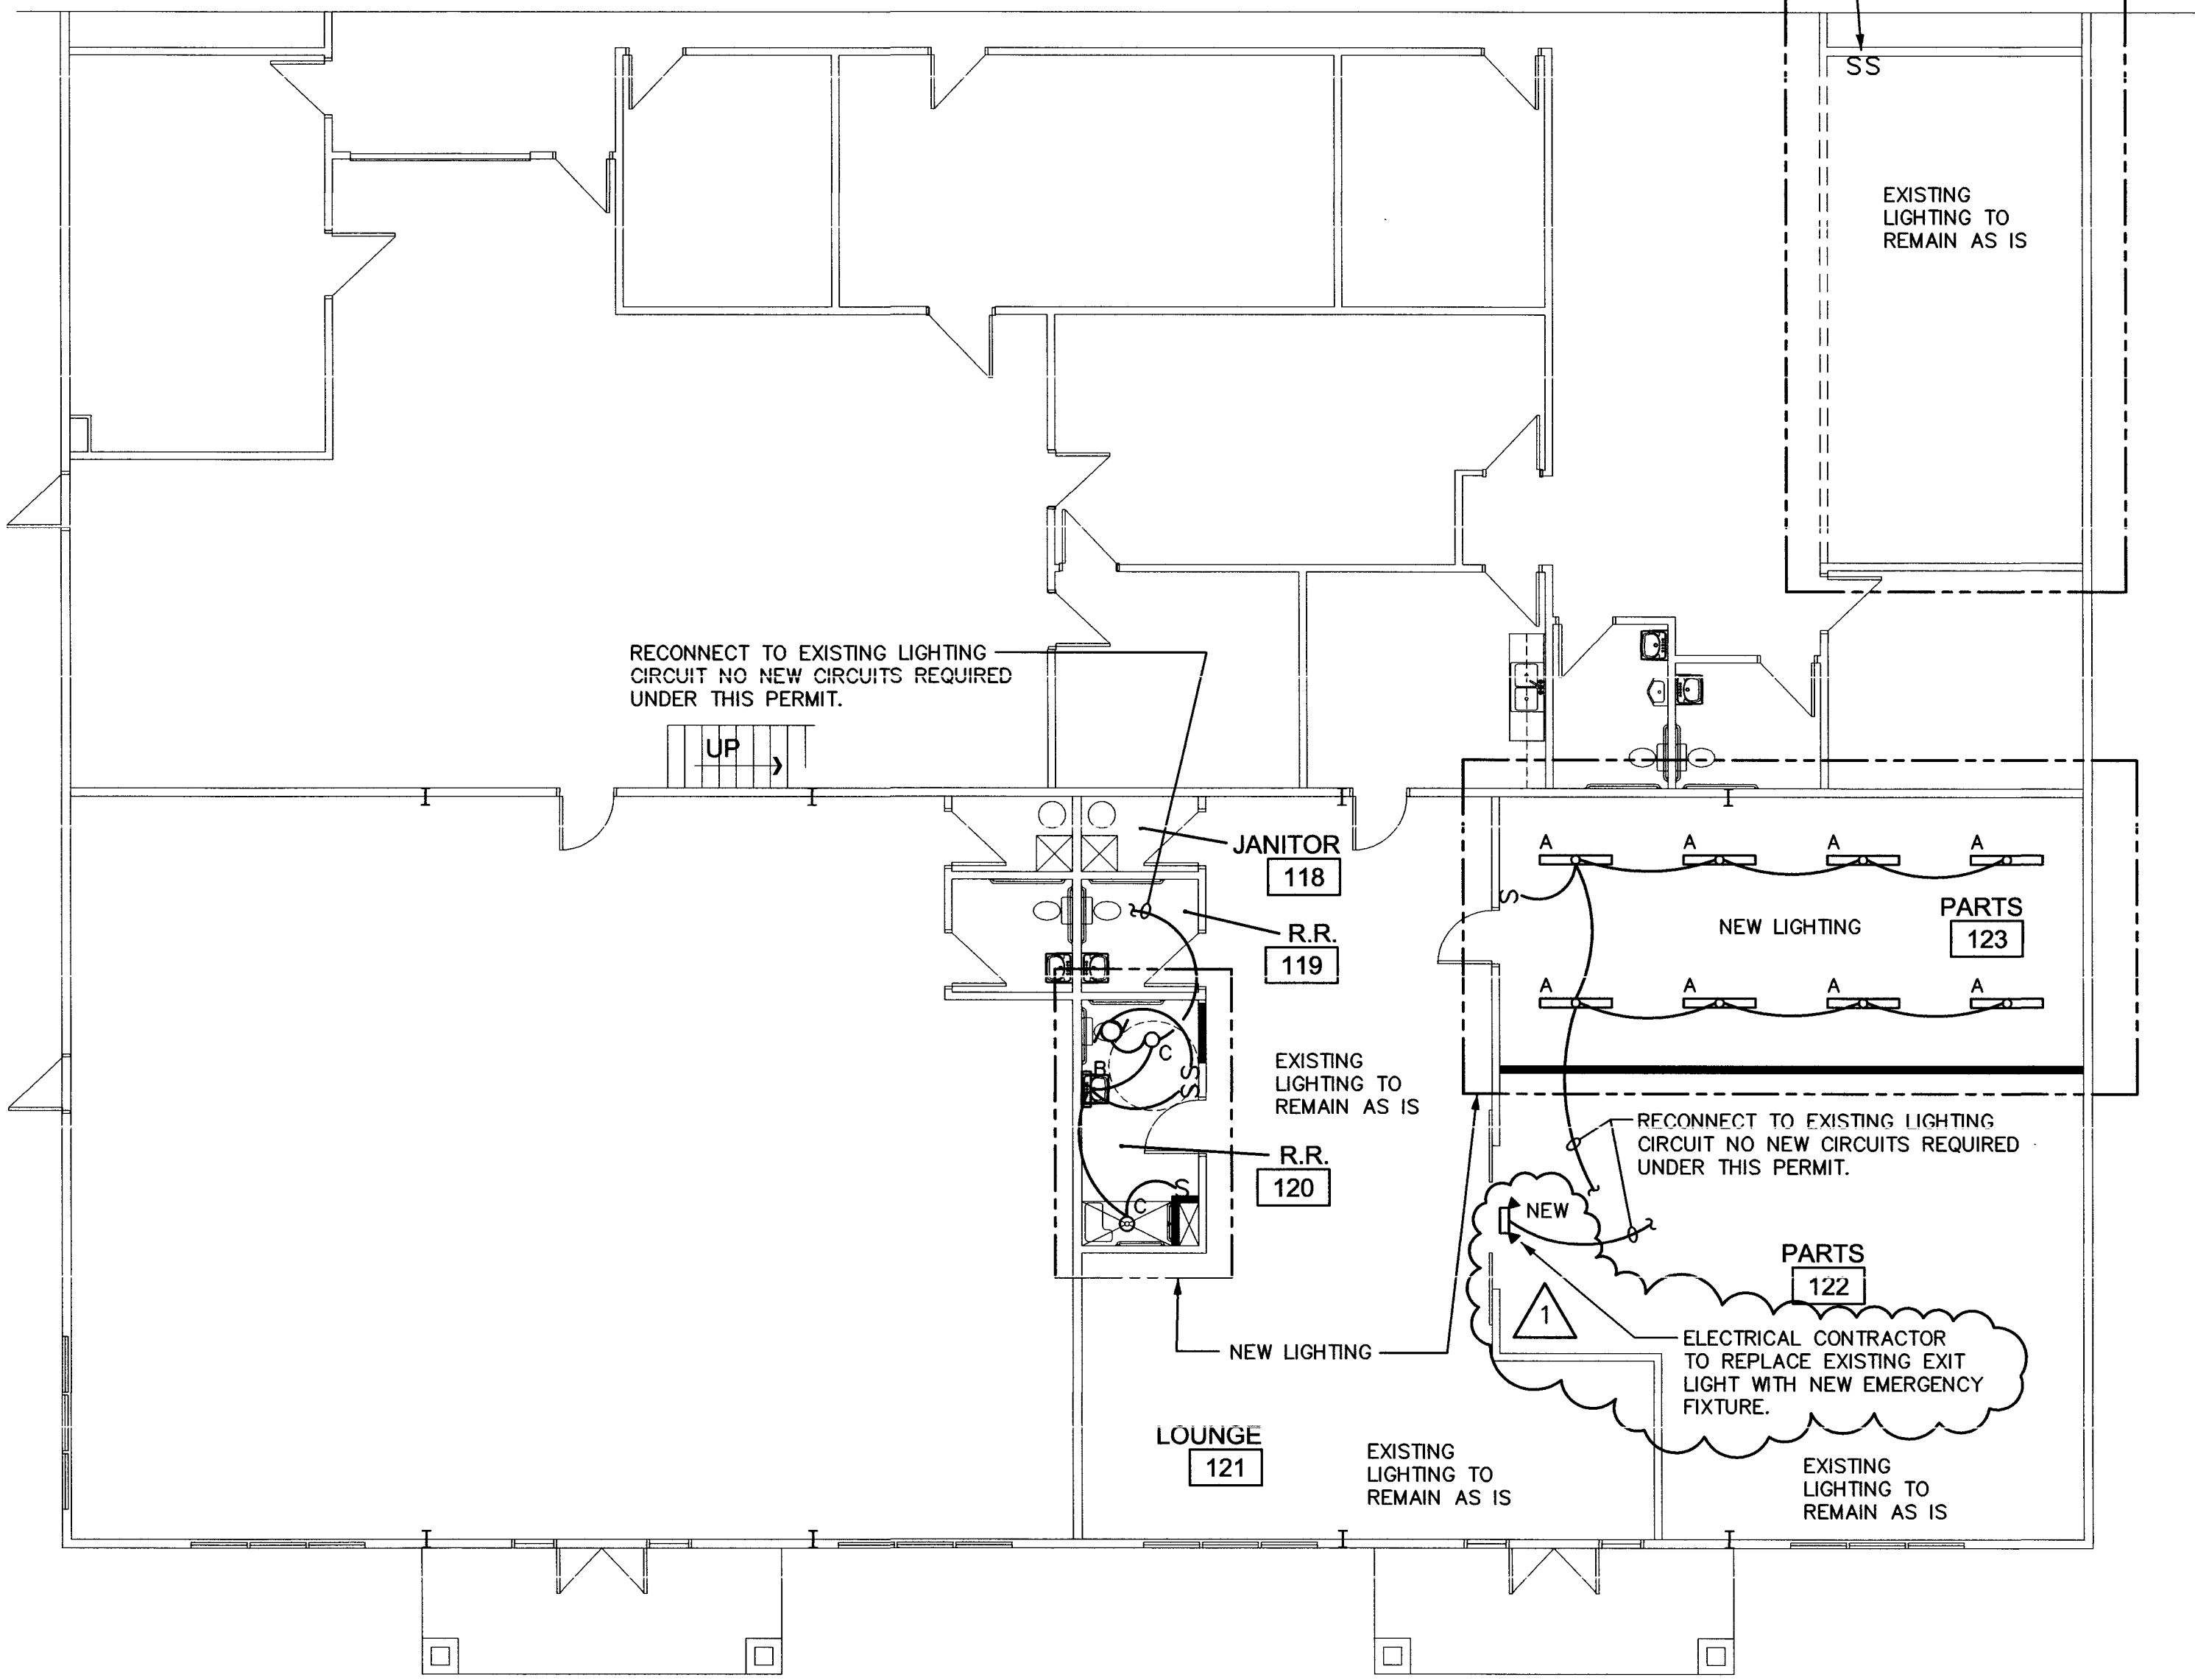 SS
EXISTING
LIGHTING TO
REMAIN AS IS
RECONNECT TO EXISTING LIGHTING
CIRCUIT NO NEW CIRCUITS REQUIRED
UNDER THIS PERMIT.
UP
JANITOR
118
R.R.
119
A A A A
S
NEW LIGHTING
PARTS
123
A A A A
C
B
S
S
EXISTING
LIGHTING TO
REMAIN AS IS
R.R.
120
S
C
RECONNECT TO EXISTING LIGHTING
CIRCUIT NO NEW CIRCUITS REQUIRED
UNDER THIS PERMIT.
NEW
PARTS
122
1
NEW LIGHTING
ELECTRICAL CONTRACTOR
TO REPLACE EXISTING EXIT
LIGHT WITH NEW EMERGENCY
FIXTURE.
LOUNGE
121
EXISTING
LIGHTING TO
REMAIN AS IS
EXISTING
LIGHTING TO
REMAIN AS IS